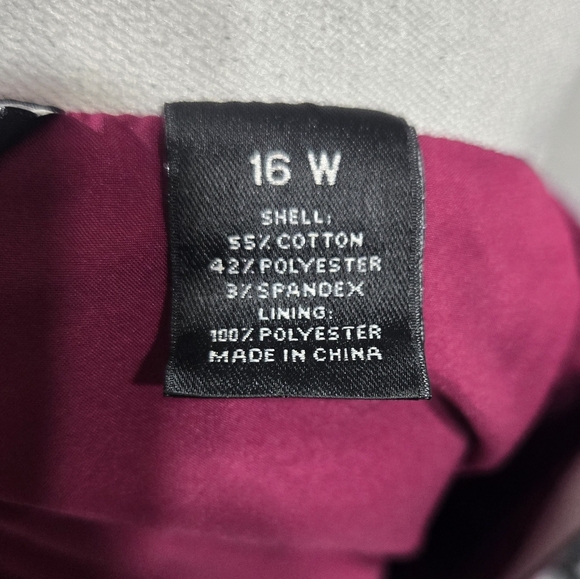 16 W
SHELL:
55% COTTON
42% POLYESTER
3% SPANDEX
LINING:
100% POLYESTER
MADE IN CHINA